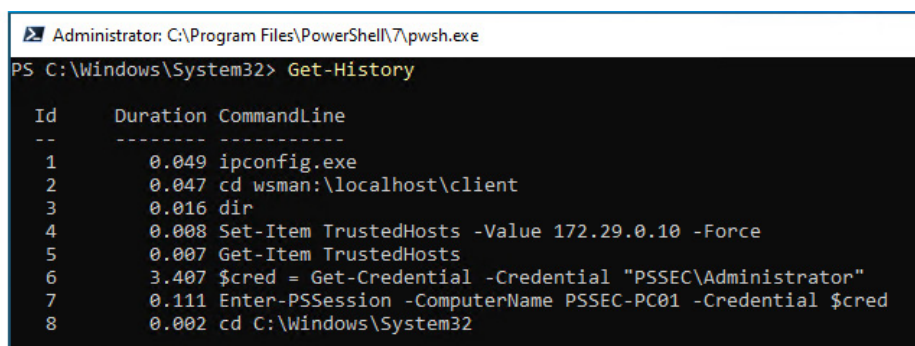 Administrator: C:\Program Files\PowerShell\7\pwsh.exe
PS C:\Windows\System32> Get-History
Id Duration CommandLine
-- -------- -----------
1 0.049 ipconfig.exe
2 0.047 cd wsman:\localhost\client
3 0.016 dir
4 0.008 Set-Item TrustedHosts -Value 172.29.0.10 -Force
5 0.007 Get-Item TrustedHosts
6 3.407 $cred = Get-Credential -Credential "PSSEC\Administrator"
7 0.111 Enter-PSSession -ComputerName PSSEC-PC01 -Credential $cred
8 0.002 cd C:\Windows\System32